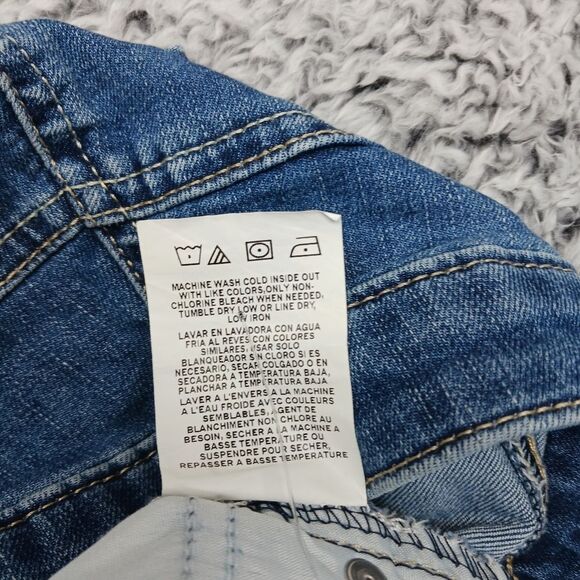 MACHINE WASH COLD INSIDE OUT
WITH LIKE COLORS,ONLY NON-
CHLORINE BLEACH WHEN NEEDED,
TUMBLE DRY LOW OR LINE DRY,
LOW IRON
LAVAR EN LAVADORA CON AGUA
FRIA AL REVES CON COLORES
SIMILARES, USAR SOLO
BLANQUEADOR SIN CLORO SI ES
NECESARIO, SECAR COLGADO O EN
SECADORA A TEMPERATURA BAJA,
PLANCHAR A TEMPERATURA BAJA
LAVER A L'ENVERS A LA MACHINE
A L'EAU FROIDE AVEC COULEURS
SEMBLABLES, AGENT DE
BLANCHIMENT NON CHLORE AU
BESOIN, SECHER A LA MACHINE A
BASSE TEMPERATURE OU
SUSPENDRE POUR SECHER,
REPASSER A BASSE TEMPERATURE